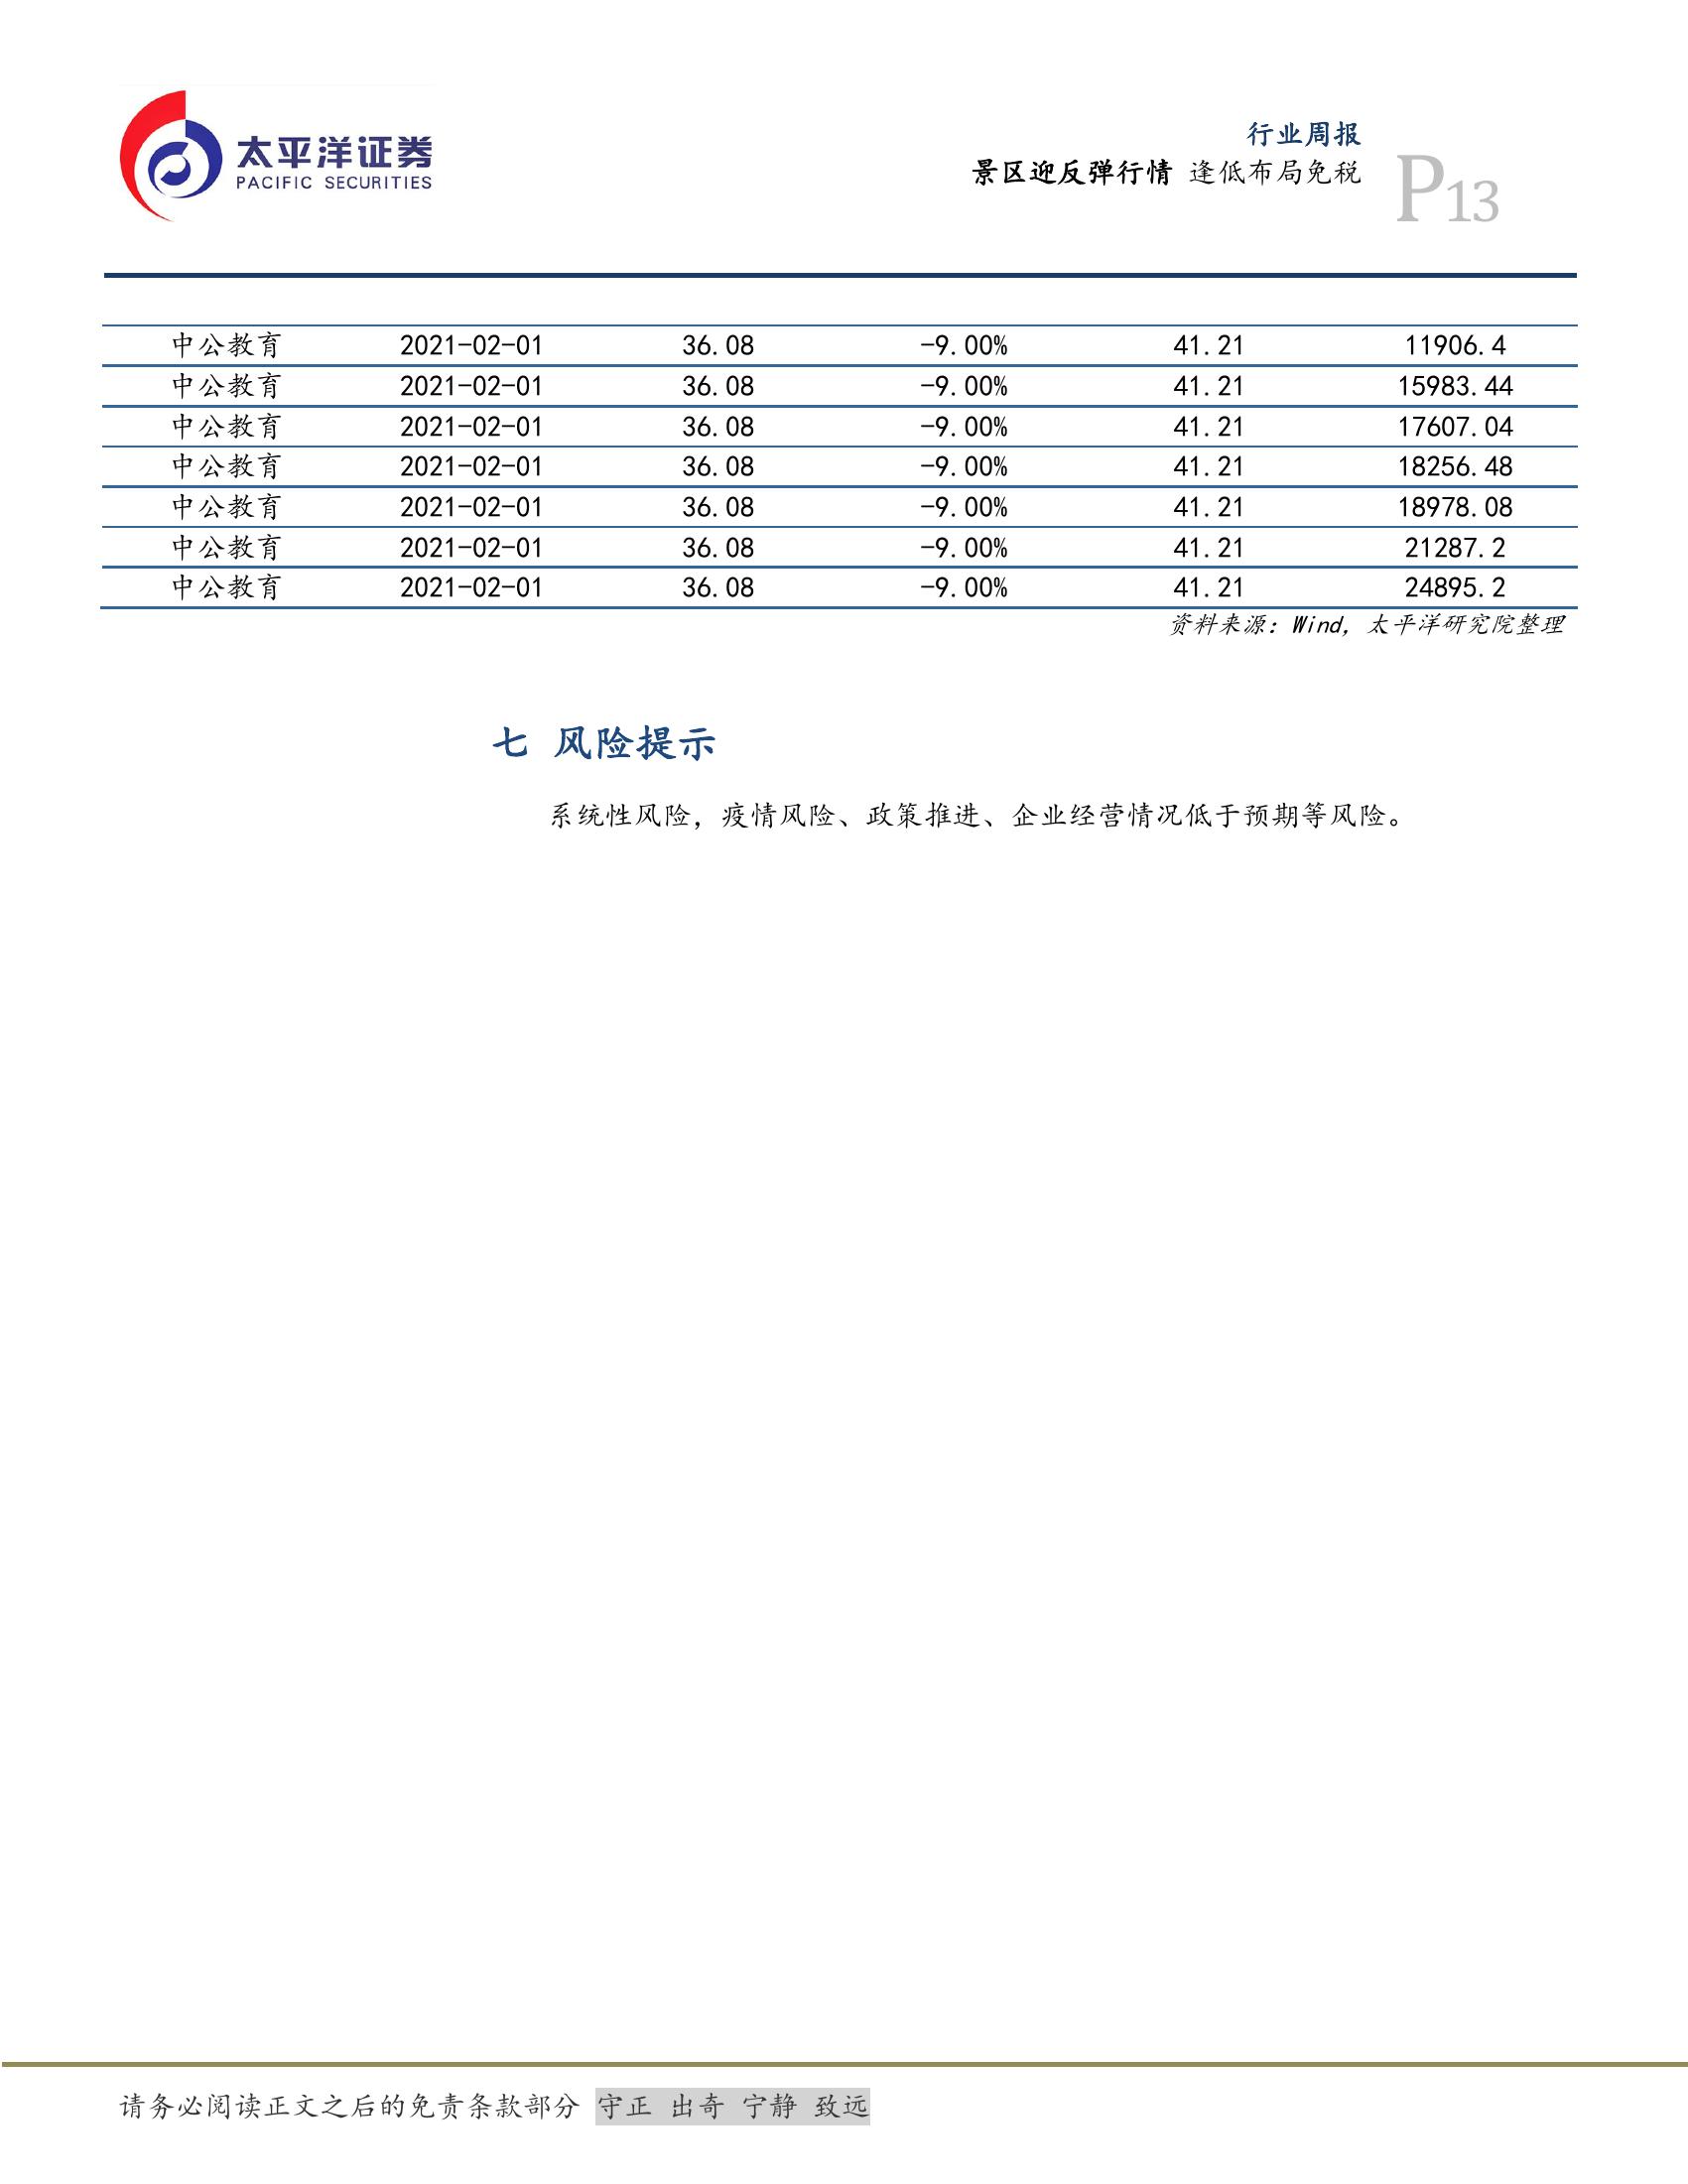 太平洋证券
PACIFIC SECURITIES
行业周报
景区迎反弹行情 逢低布局免税
P13
中公教育 2021-02-01 36.08 -9.00% 41.21 11906.4
中公教育 2021-02-01 36.08 -9.00% 41.21 15983.44
中公教育 2021-02-01 36.08 -9.00% 41.21 17607.04
中公教育 2021-02-01 36.08 -9.00% 41.21 18256.48
中公教育 2021-02-01 36.08 -9.00% 41.21 18978.08
中公教育 2021-02-01 36.08 -9.00% 41.21 21287.2
中公教育 2021-02-01 36.08 -9.00% 41.21 24895.2
资料来源：Wind，太平洋研究院整理
七 风险提示
系统性风险，疫情风险、政策推进、企业经营情况低于预期等风险。
请务必阅读正文之后的免责条款部分 守正 出奇 宁静 致远